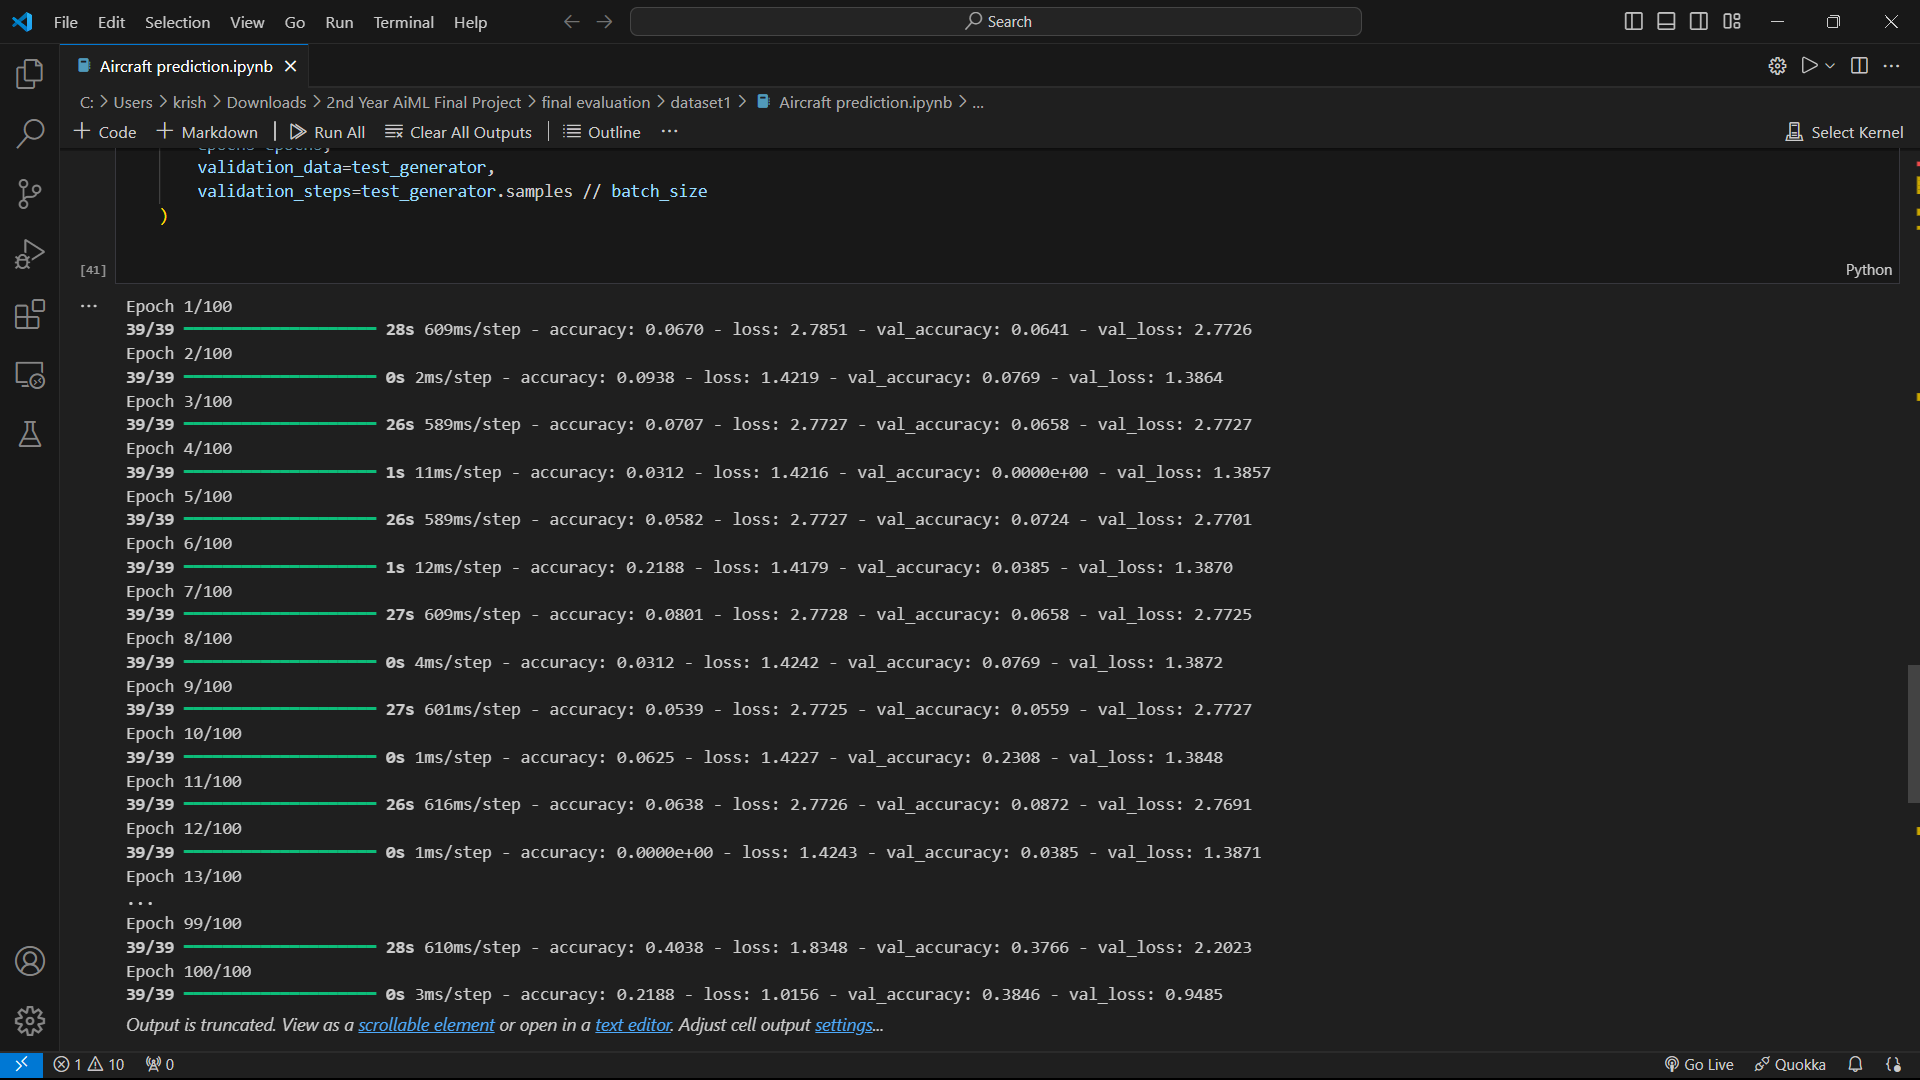 File Edit Selection View Go Run Terminal Help Search
Aircraft prediction.ipynb
C: > Users > krish > Downloads > 2nd Year AiML Final Project > final evaluation > dataset1 > Aircraft prediction.ipynb > ...
+ Code + Markdown Run All Clear All Outputs Outline ... Select Kernel
epochs=epochs,
validation_data=test_generator,
validation_steps=test_generator.samples // batch_size
)
[41] Python
Epoch 1/100
39/39 28s 609ms/step - accuracy: 0.0670 - loss: 2.7851 - val_accuracy: 0.0641 - val_loss: 2.7726
Epoch 2/100
39/39 0s 2ms/step - accuracy: 0.0938 - loss: 1.4219 - val_accuracy: 0.0769 - val_loss: 1.3864
Epoch 3/100
39/39 26s 589ms/step - accuracy: 0.0707 - loss: 2.7727 - val_accuracy: 0.0658 - val_loss: 2.7727
Epoch 4/100
39/39 1s 11ms/step - accuracy: 0.0312 - loss: 1.4216 - val_accuracy: 0.0000e+00 - val_loss: 1.3857
Epoch 5/100
39/39 26s 589ms/step - accuracy: 0.0582 - loss: 2.7727 - val_accuracy: 0.0724 - val_loss: 2.7701
Epoch 6/100
39/39 1s 12ms/step - accuracy: 0.2188 - loss: 1.4179 - val_accuracy: 0.0385 - val_loss: 1.3870
Epoch 7/100
39/39 27s 609ms/step - accuracy: 0.0801 - loss: 2.7728 - val_accuracy: 0.0658 - val_loss: 2.7725
Epoch 8/100
39/39 0s 4ms/step - accuracy: 0.0312 - loss: 1.4242 - val_accuracy: 0.0769 - val_loss: 1.3872
Epoch 9/100
39/39 27s 601ms/step - accuracy: 0.0539 - loss: 2.7725 - val_accuracy: 0.0559 - val_loss: 2.7727
Epoch 10/100
39/39 0s 1ms/step - accuracy: 0.0625 - loss: 1.4227 - val_accuracy: 0.2308 - val_loss: 1.3848
Epoch 11/100
39/39 26s 616ms/step - accuracy: 0.0638 - loss: 2.7726 - val_accuracy: 0.0872 - val_loss: 2.7691
Epoch 12/100
39/39 0s 1ms/step - accuracy: 0.0000e+00 - loss: 1.4243 - val_accuracy: 0.0385 - val_loss: 1.3871
Epoch 13/100
...
Epoch 99/100
39/39 28s 610ms/step - accuracy: 0.4038 - loss: 1.8348 - val_accuracy: 0.3766 - val_loss: 2.2023
Epoch 100/100
39/39 0s 3ms/step - accuracy: 0.2188 - loss: 1.0156 - val_accuracy: 0.3846 - val_loss: 0.9485
Output is truncated. View as a scrollable element or open in a text editor. Adjust cell output settings...
1 10 0 Go Live Quokka